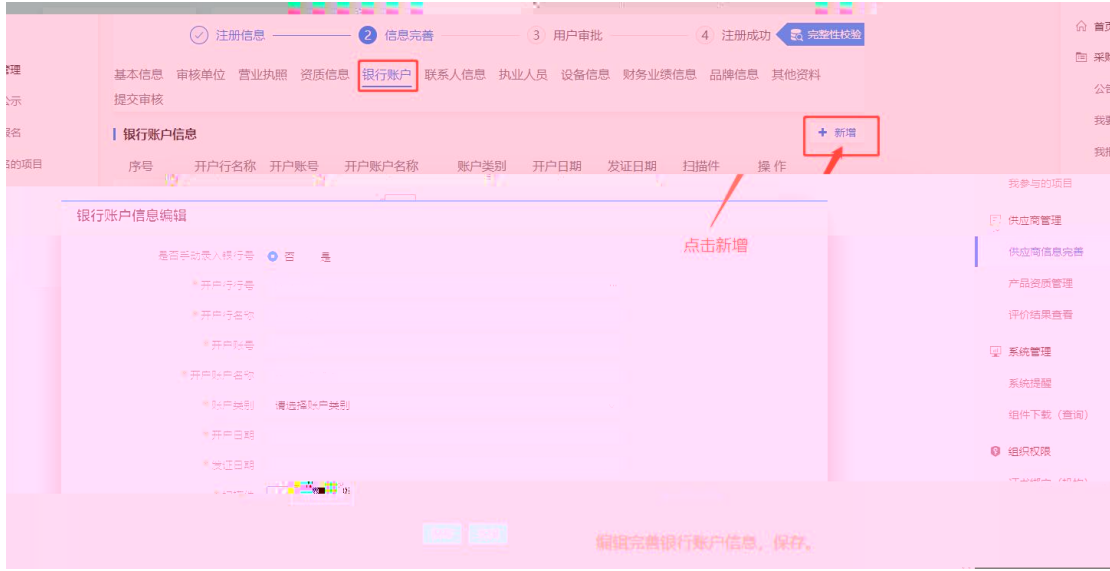 注册信息 2 信息完善 3 用户审批 4 注册成功 完整性校验
基本信息 审核单位 营业执照 资质信息 银行账户 联系人信息 执业人员 设备信息 财务业绩信息 品牌信息 其他资料
提交审核
银行账户信息
+ 新增
序号 开户行名称 开户账号 开户账户名称 账户类别 开户日期 发证日期 扫描件 操作
点击新增
银行账户信息编辑
是否手动录入银行号 否 是
*开户行行号
*开户行名称
*开户账号
*开户账户名称
*账户类别 请选择账户类别
*开户日期
*发证日期
编辑完善银行账户信息,保存。
首页
我参与的项目
供应商管理
供应商信息完善
产品资质管理
评价结果查看
系统管理
系统提醒
组件下载(查询)
组织权限